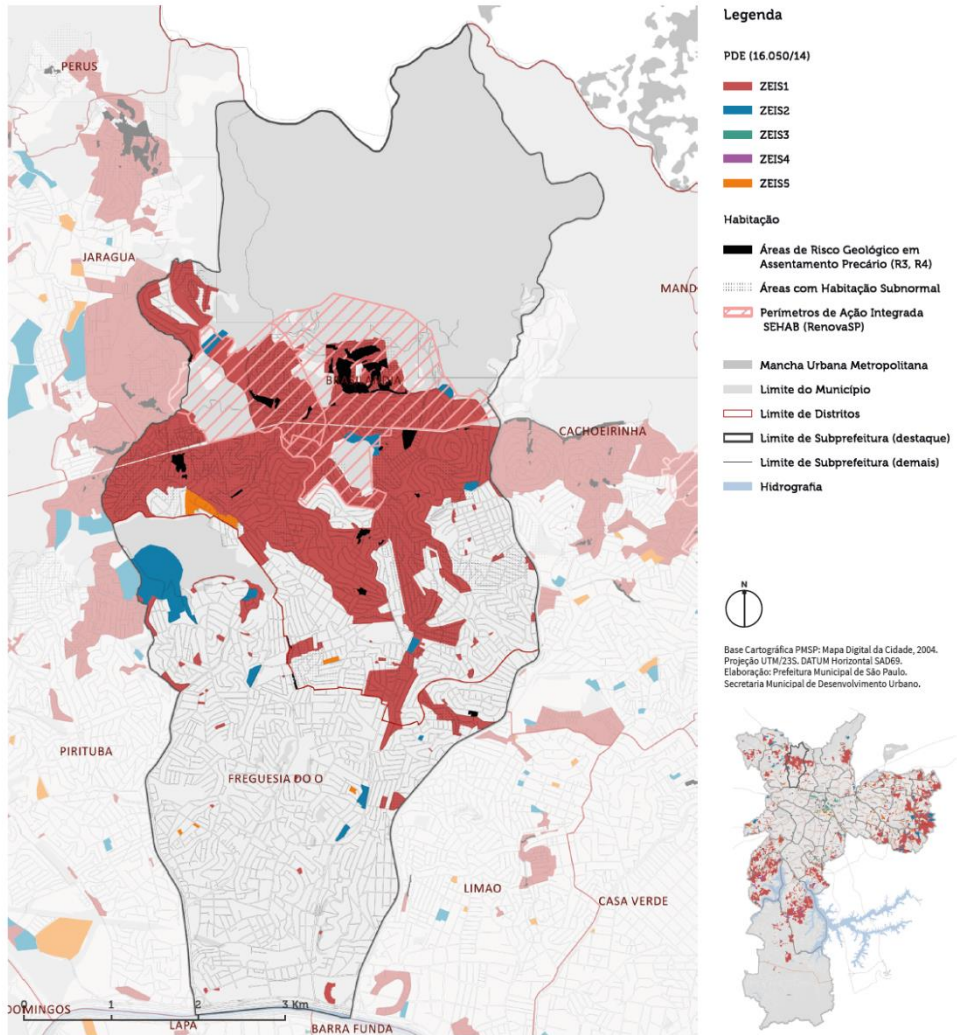 PERUS
JARAGUA
MAND
BRASILANDIA
CACHOEIRINHA
PIRITUBA
FREGUESIA DO O
LIMAO
CASA VERDE
0 1 2 3 Km
DOMINGOS
LAPA
BARRA FUNDA
Legenda
PDE (16.050/14)
ZEIS1
ZEIS2
ZEIS3
ZEIS4
ZEIS5
Habitação
Áreas de Risco Geológico em
Assentamento Precário (R3, R4)
Áreas com Habitação Subnormal
Perímetros de Ação Integrada
SEHAB (RenovaSP)
Mancha Urbana Metropolitana
Limite do Município
Limite de Distritos
Limite de Subprefeitura (destaque)
Limite de Subprefeitura (demais)
Hidrografia
N
Base Cartográfica PMSP: Mapa Digital da Cidade, 2004.
Projeção UTM/23S. DATUM Horizontal SAD69.
Elaboração: Prefeitura Municipal de São Paulo.
Secretaria Municipal de Desenvolvimento Urbano.